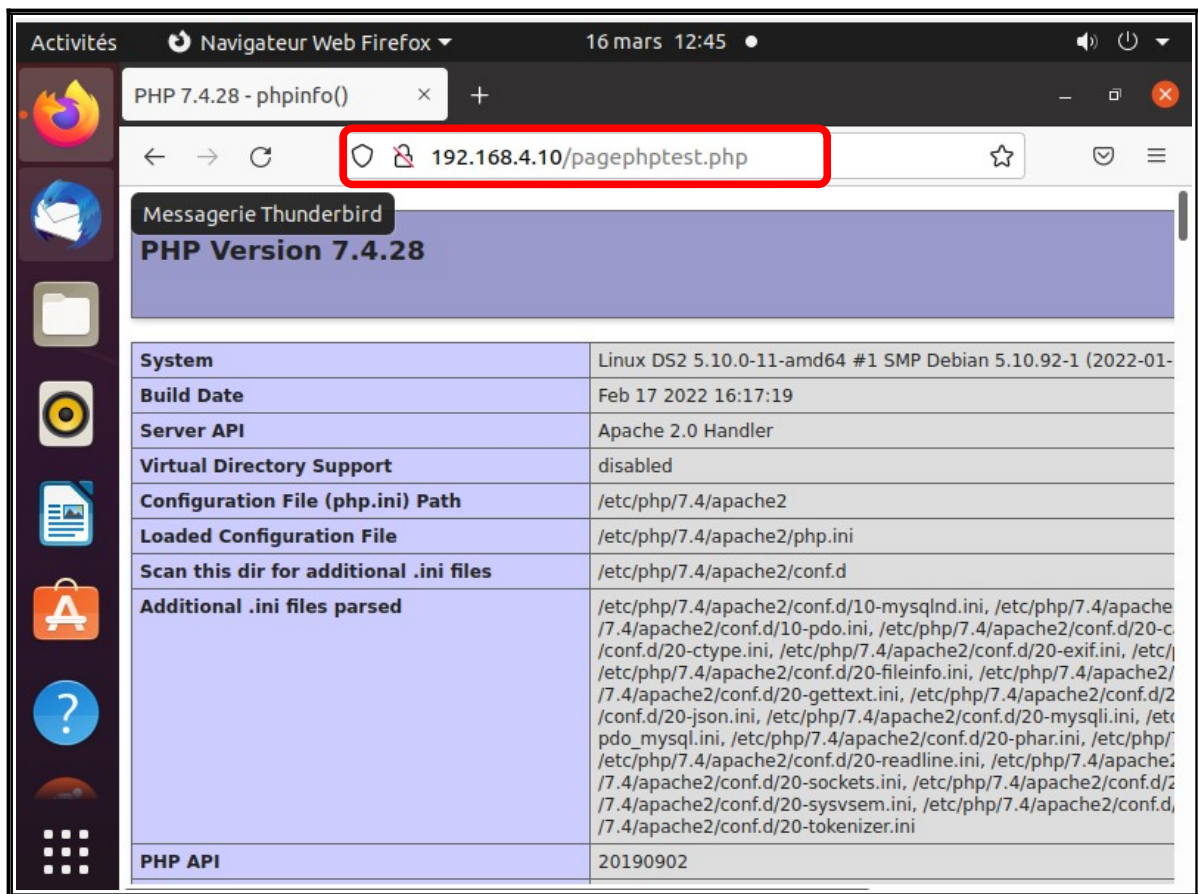 Activités Navigateur Web Firefox 16 mars 12:45
PHP 7.4.28 - phpinfo()
192.168.4.10/pagephptest.php
Messagerie Thunderbird
PHP Version 7.4.28
System Linux DS2 5.10.0-11-amd64 #1 SMP Debian 5.10.92-1 (2022-01-
Build Date Feb 17 2022 16:17:19
Server API Apache 2.0 Handler
Virtual Directory Support disabled
Configuration File (php.ini) Path /etc/php/7.4/apache2
Loaded Configuration File /etc/php/7.4/apache2/php.ini
Scan this dir for additional .ini files /etc/php/7.4/apache2/conf.d
Additional .ini files parsed /etc/php/7.4/apache2/conf.d/10-mysqlnd.ini, /etc/php/7.4/apache
/7.4/apache2/conf.d/10-pdo.ini, /etc/php/7.4/apache2/conf.d/20-c
/conf.d/20-ctype.ini, /etc/php/7.4/apache2/conf.d/20-exif.ini, /etc/
/etc/php/7.4/apache2/conf.d/20-fileinfo.ini, /etc/php/7.4/apache2/
/7.4/apache2/conf.d/20-gettext.ini, /etc/php/7.4/apache2/conf.d/2
/conf.d/20-json.ini, /etc/php/7.4/apache2/conf.d/20-mysqli.ini, /etc
pdo_mysql.ini, /etc/php/7.4/apache2/conf.d/20-phar.ini, /etc/php/
/etc/php/7.4/apache2/conf.d/20-readline.ini, /etc/php/7.4/apache2
/7.4/apache2/conf.d/20-sockets.ini, /etc/php/7.4/apache2/conf.d/2
/7.4/apache2/conf.d/20-sysvsem.ini, /etc/php/7.4/apache2/conf.d/
/7.4/apache2/conf.d/20-tokenizer.ini
PHP API 20190902